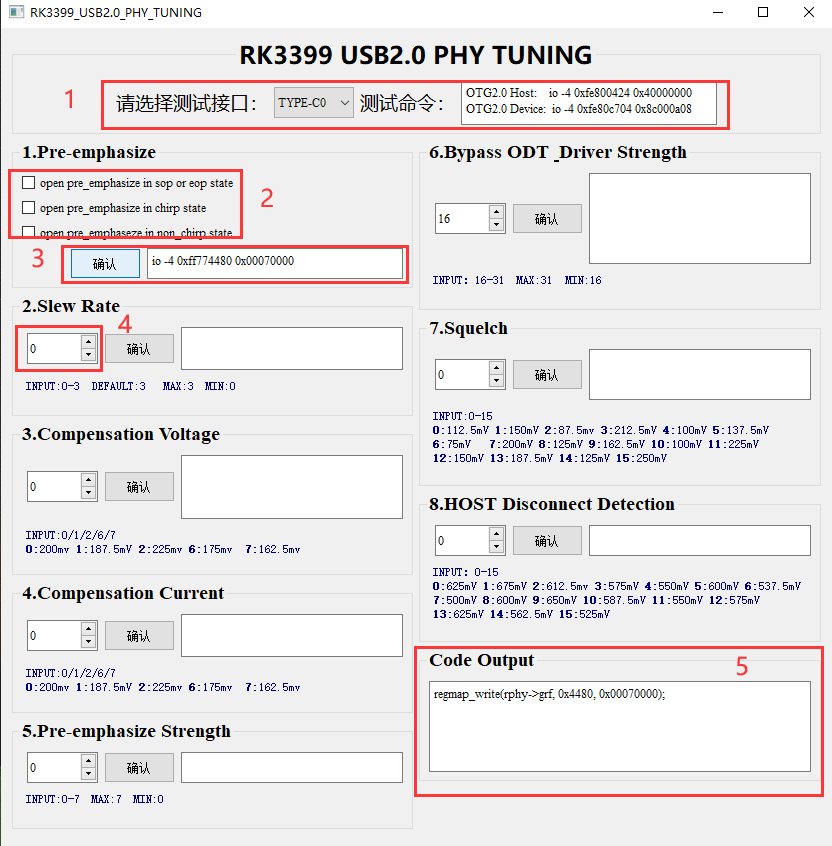 RK3399_USB2.0_PHY_TUNING
RK3399 USB2.0 PHY TUNING
1
请选择测试接口： TYPE-C0 测试命令：
OTG2.0 Host: io -4 0xfe800424 0x40000000
OTG2.0 Device: io -4 0xfe80c704 0x8c000a08
1.Pre-emphasize
open pre_emphasize in sop or eop state
open pre_emphasize in chirp state
open pre_emphaseze in non_chirp state
2
3
确认
io -4 0xff774480 0x00070000
2.Slew Rate
4
0
确认
INPUT:0-3 DEFAULT:3 MAX:3 MIN:0
3.Compensation Voltage
0
确认
INPUT:0/1/2/6/7
0:200mv 1:187.5mV 2:225mv 6:175mv 7:162.5mv
4.Compensation Current
0
确认
INPUT:0/1/2/6/7
0:200mv 1:187.5mV 2:225mv 6:175mv 7:162.5mv
5.Pre-emphasize Strength
0
确认
INPUT:0-7 MAX:7 MIN:0
6.Bypass ODT _Driver Strength
16
确认
INPUT: 16-31 MAX:31 MIN:16
7.Squelch
0
确认
INPUT:0-15
0:112.5mV 1:150mV 2:87.5mv 3:212.5mV 4:100mV 5:137.5mV
6:75mV 7:200mV 8:125mV 9:162.5mV 10:100mV 11:225mV
12:150mV 13:187.5mV 14:125mV 15:250mV
8.HOST Disconnect Detection
0
确认
INPUT: 0-15
0:625mV 1:675mV 2:612.5mv 3:575mV 4:550mV 5:600mV 6:537.5mV
7:500mV 8:600mV 9:650mV 10:587.5mV 11:550mV 12:575mV
13:625mV 14:562.5mV 15:525mV
Code Output
5
regmap_write(rphy->grf, 0x4480, 0x00070000);